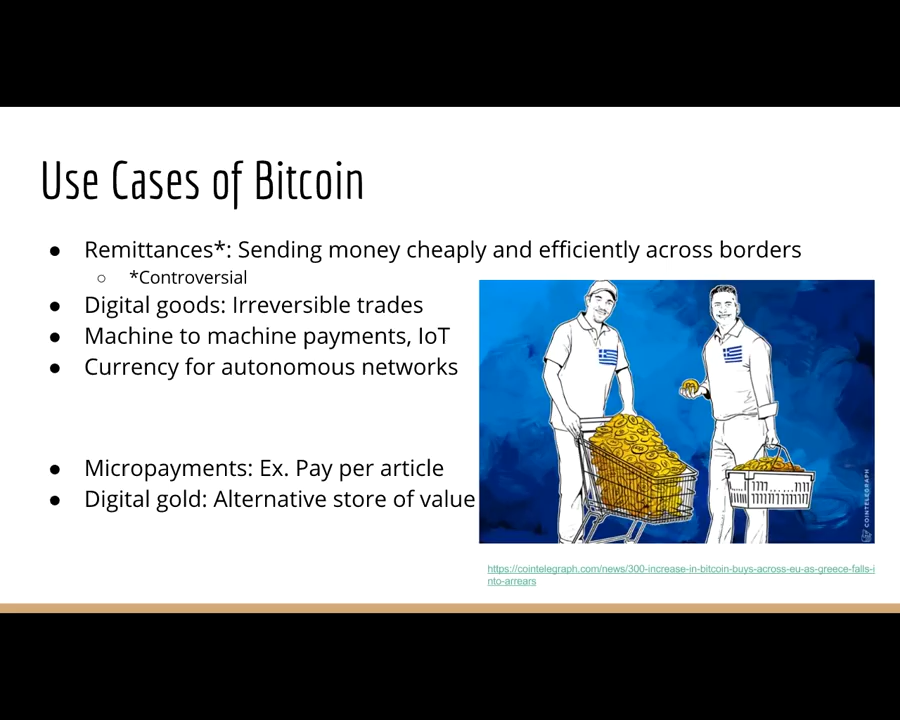 Use Cases of Bitcoin
● Remittances*: Sending money cheaply and efficiently across borders
○ *Controversial
● Digital goods: Irreversible trades
● Machine to machine payments, IoT
● Currency for autonomous networks
● Micropayments: Ex. Pay per article
● Digital gold: Alternative store of value
COINTELEGRAPH
https://cointelegraph.com/news/300-increase-in-bitcoin-buys-across-eu-as-greece-falls-i
nto-arrears